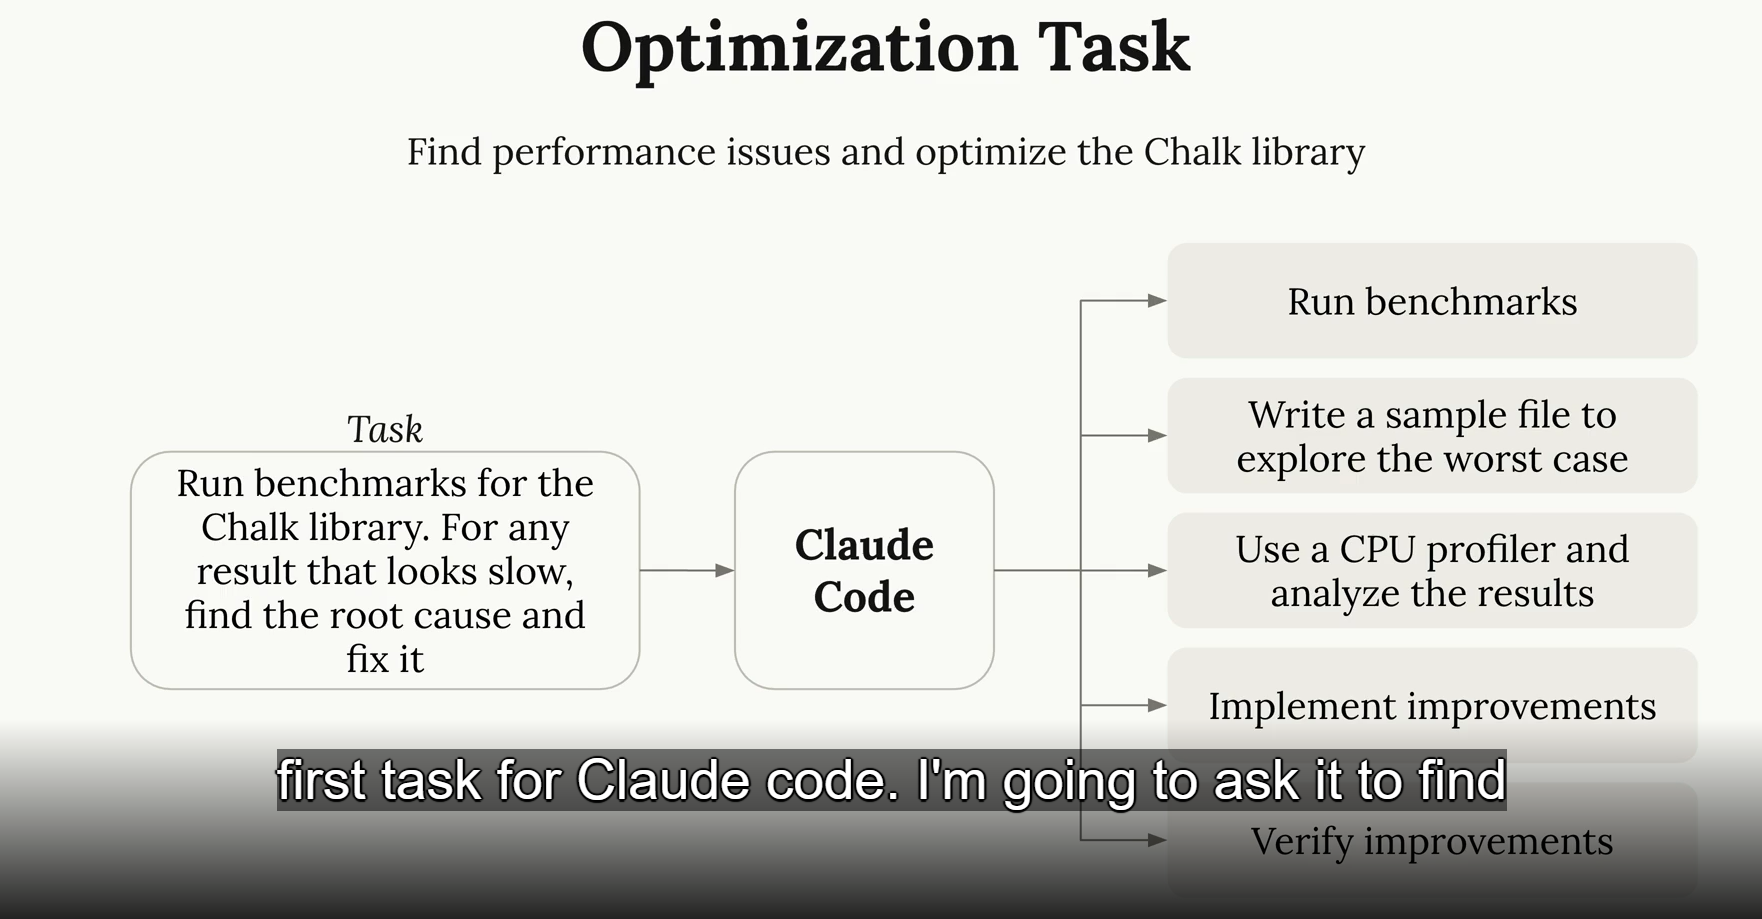 Optimization Task
Find performance issues and optimize the Chalk library
Task
Run benchmarks for the
Chalk library. For any
result that looks slow,
find the root cause and
fix it
Claude
Code
Run benchmarks
Write a sample file to
explore the worst case
Use a CPU profiler and
analyze the results
Implement improvements
Verify improvements
first task for Claude code. I'm going to ask it to find